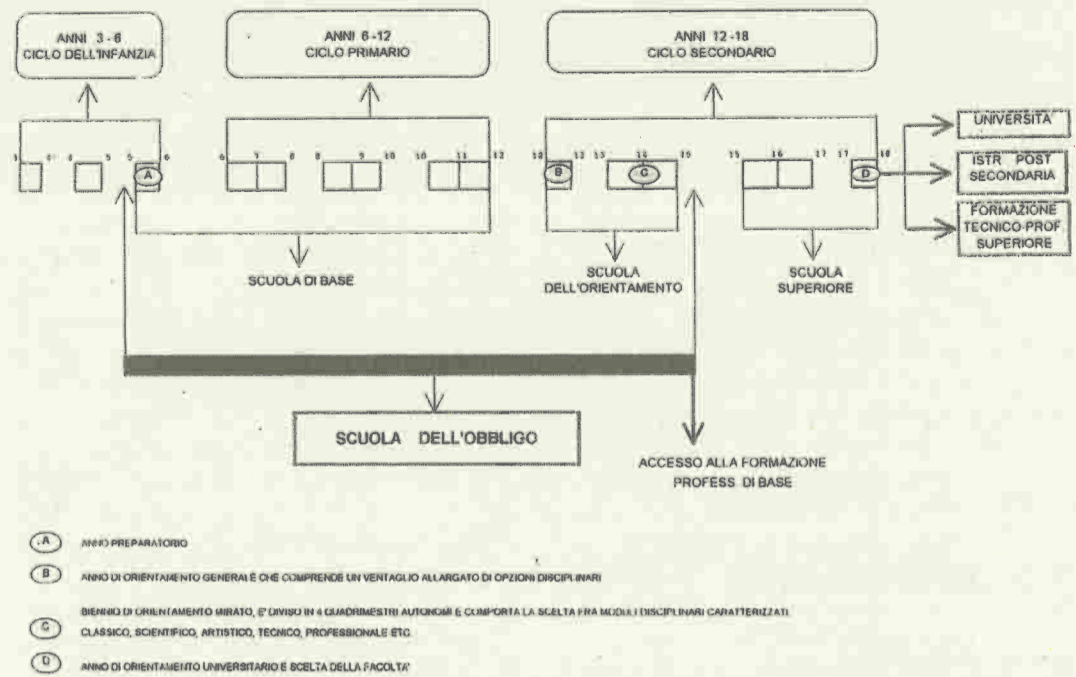 ANNI 3 - 6
CICLO DELL'INFANZIA
ANNI 6 -12
CICLO PRIMARIO
ANNI 12 -18
CICLO SECONDARIO
UNIVERSITA'
ISTR POST
SECONDARIA
FORMAZIONE
TECNICO-PROF
SUPERIORE
4 5 5 6
6 7 8 8 9 10 10 11 12
12 13 14 15
15 16 17 17 18
A
B
C
D
SCUOLA DI BASE
SCUOLA
DELL'ORIENTAMENTO
SCUOLA
SUPERIORE
SCUOLA DELL'OBBLIGO
ACCESSO ALLA FORMAZIONE
PROFESS DI BASE
A ANNO PREPARATORIO
B ANNO DI ORIENTAMENTO GENERALE CHE COMPRENDE UN VENTAGLIO ALLARGATO DI OPZIONI DISCIPLINARI
BIENNIO DI ORIENTAMENTO MIRATO, E' DIVISO IN 4 QUADRIMESTRI AUTONOMI E COMPORTA LA SCELTA FRA MODULI DISCIPLINARI CARATTERIZZATI
C CLASSICO, SCIENTIFICO, ARTISTICO, TECNICO, PROFESSIONALE ETC
D ANNO DI ORIENTAMENTO UNIVERSITARIO E SCELTA DELLA FACOLTA'